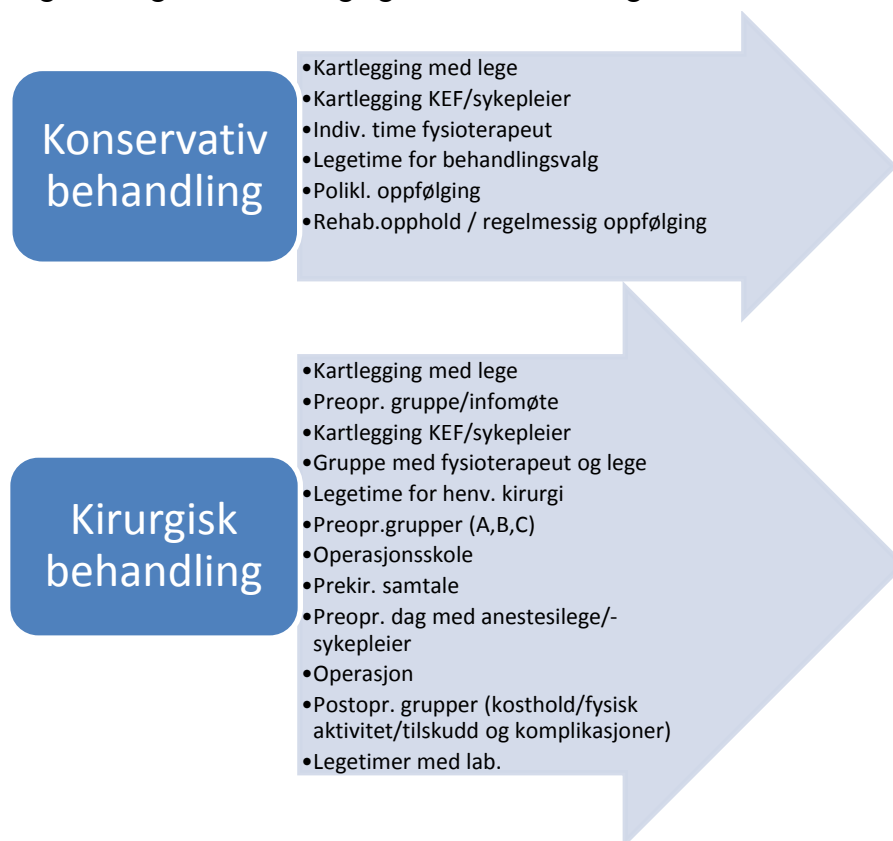 Konservativ
behandling
•Kartlegging med lege
•Kartlegging KEF/sykepleier
•Indiv. time fysioterapeut
•Legetime for behandlingsvalg
•Polikl. oppfølging
•Rehab.opphold / regelmessig oppfølging
Kirurgisk
behandling
•Kartlegging med lege
•Preopr. gruppe/infomøte
•Kartlegging KEF/sykepleier
•Gruppe med fysioterapeut og lege
•Legetime for henv. kirurgi
•Preopr.grupper (A,B,C)
•Operasjonsskole
•Prekir. samtale
•Preopr. dag med anestesilege/-
sykepleier
•Operasjon
•Postopr. grupper (kosthold/fysisk
aktivitet/tilskudd og komplikasjoner)
•Legetimer med lab.